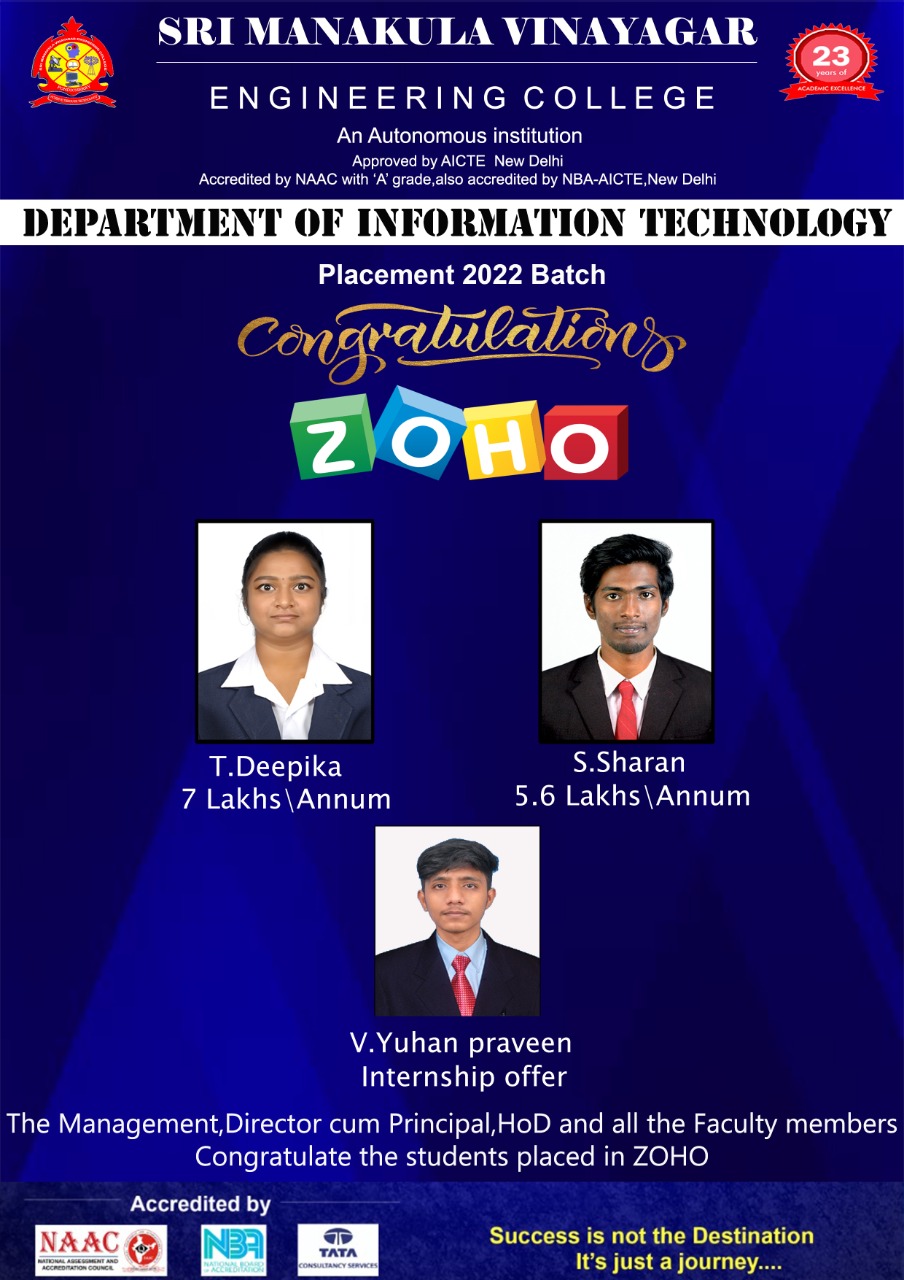 SRI MANAKULA VINAYAGAR
23
years of
ACADEMIC EXCELLENCE
ENGINEERING COLLEGE
An Autonomous institution
Approved by AICTE New Delhi
Accredited by NAAC with ‘A’ grade,also accredited by NBA-AICTE,New Delhi
DEPARTMENT OF INFORMATION TECHNOLOGY
Placement 2022 Batch
Congratulations
ZOHO
T.Deepika
7 Lakhs\Annum
S.Sharan
5.6 Lakhs\Annum
V.Yuhan praveen
Internship offer
The Management,Director cum Principal,HoD and all the Faculty members
Congratulate the students placed in ZOHO
Accredited by
NAAC
NATIONAL ASSESSMENT AND
ACCREDITATION COUNCIL
NBA
NATIONAL BOARD
of ACCREDITATION
TATA
CONSULTANCY SERVICES
Success is not the Destination
It’s just a journey....